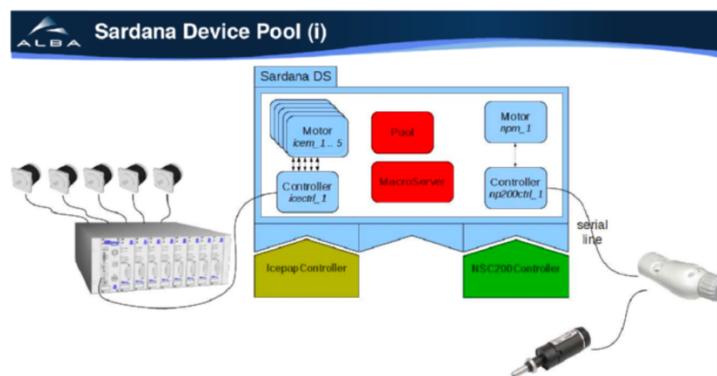 ALBA
Sardana Device Pool (i)
Sardana DS
Motor
icem_1 .. 5
Pool
Motor
npm_1
Controller
icectrl_1
MacroServer
Controller
np200ctrl_1
serial
line
IcepapController
NSC200Controller